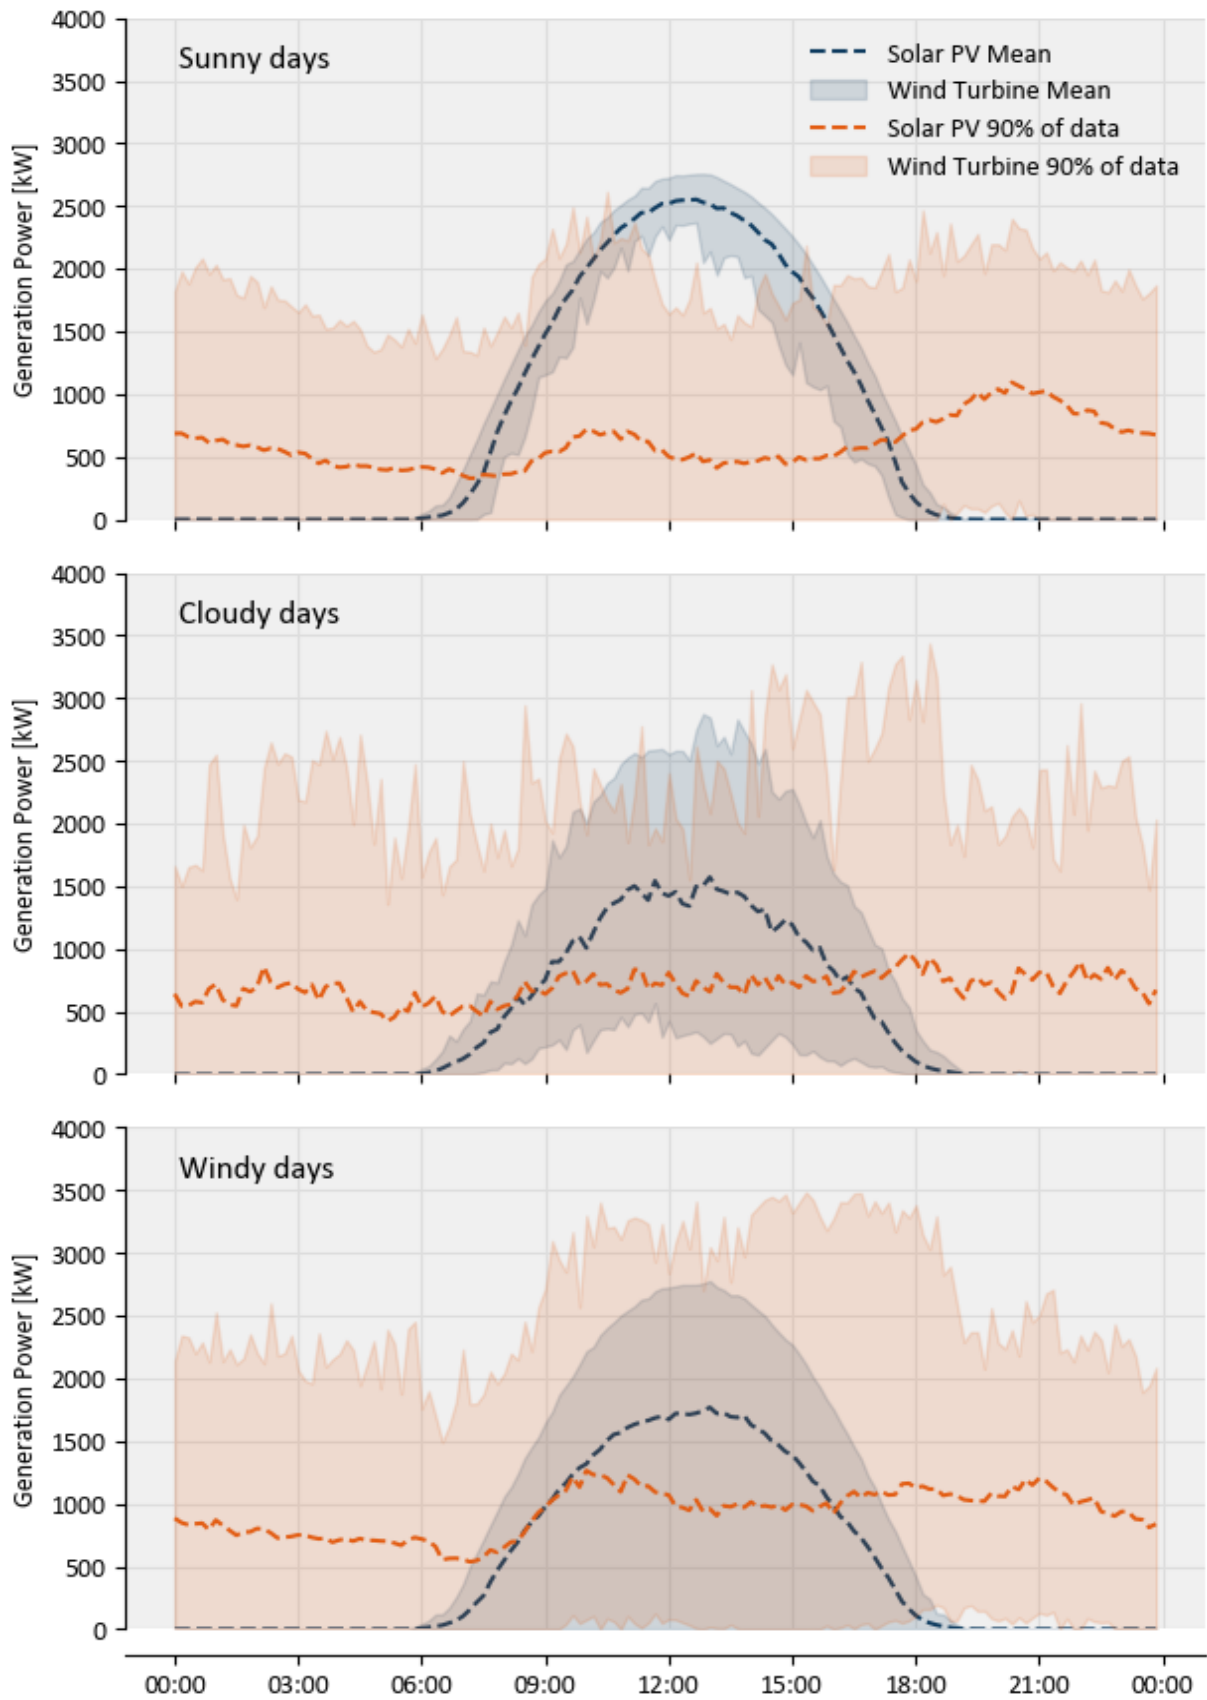 4000
3500
3000
2500
2000
1500
1000
500
0
Generation Power [kW]
Sunny days
Solar PV Mean
Wind Turbine Mean
Solar PV 90% of data
Wind Turbine 90% of data
4000
3500
3000
2500
2000
1500
1000
500
0
Generation Power [kW]
Cloudy days
4000
3500
3000
2500
2000
1500
1000
500
0
Generation Power [kW]
Windy days
00:00 03:00 06:00 09:00 12:00 15:00 18:00 21:00 00:00